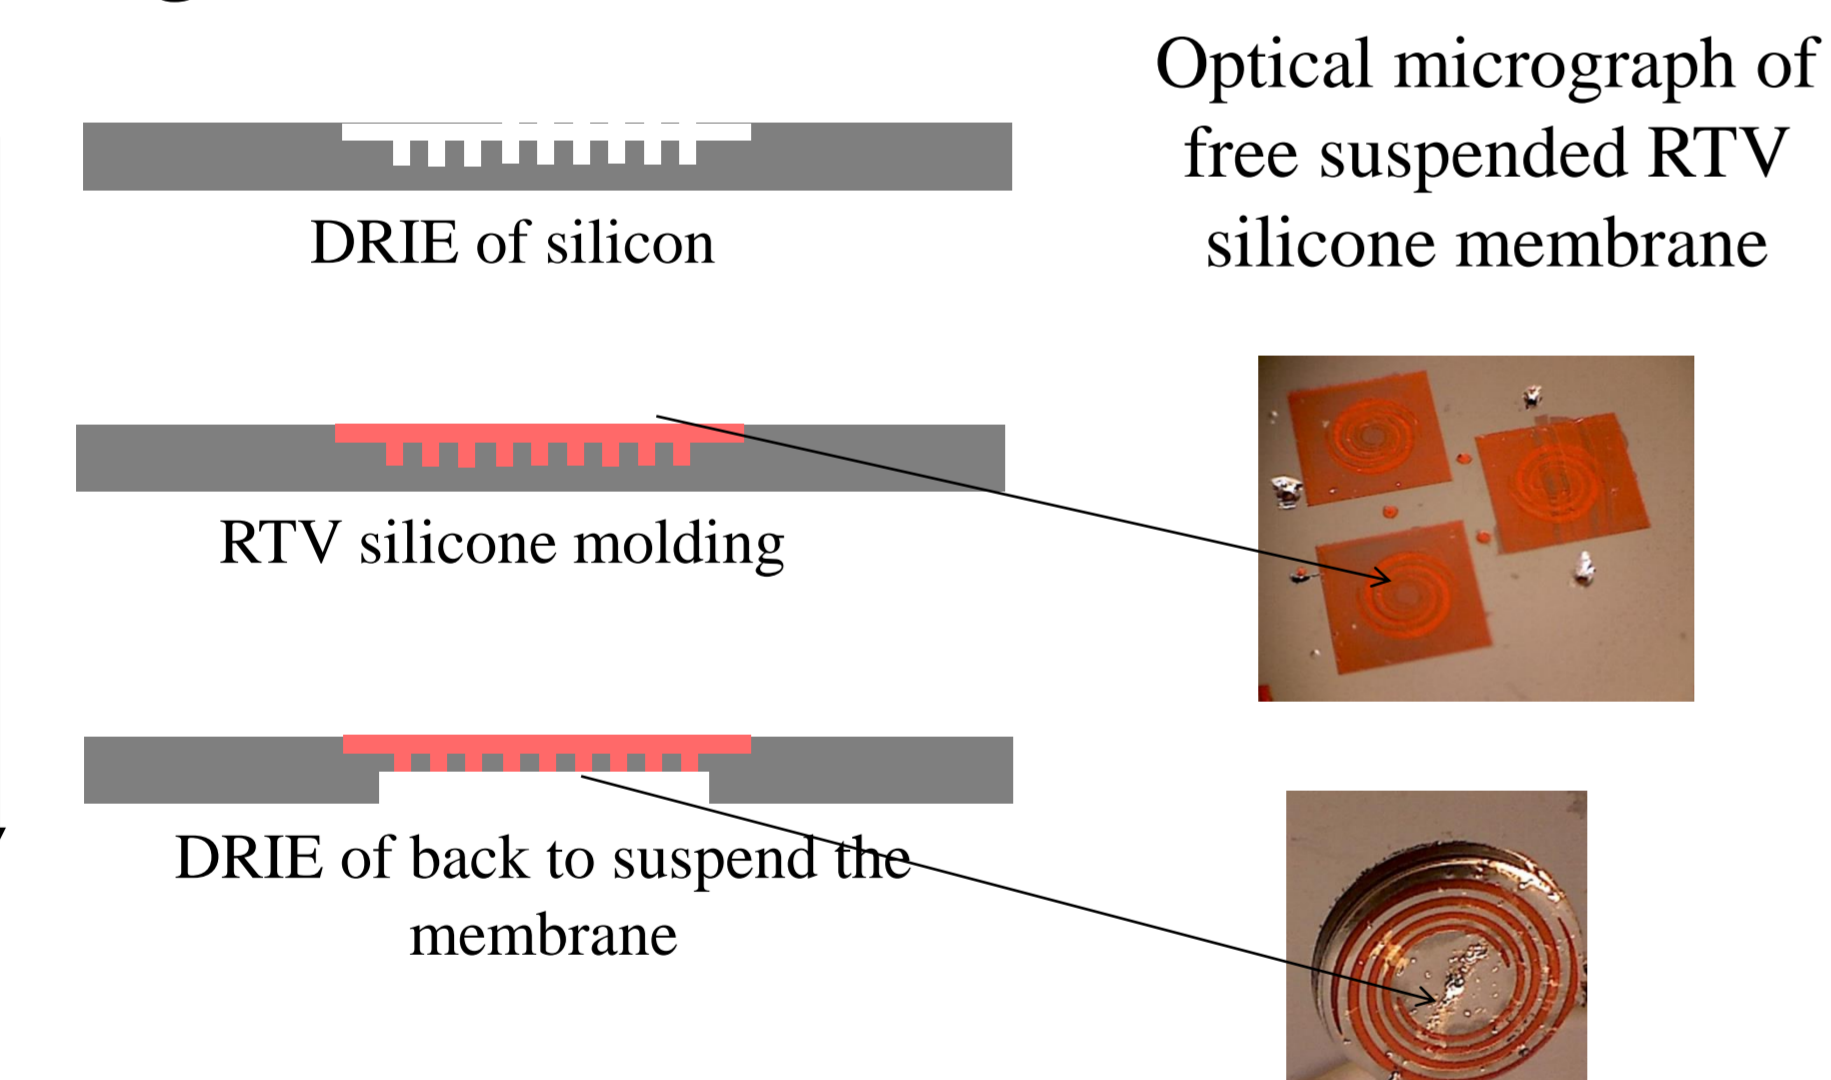 DRIE of silicon
RTV silicone molding
DRIE of back to suspend the
membrane
Optical micrograph of
free suspended RTV
silicone membrane